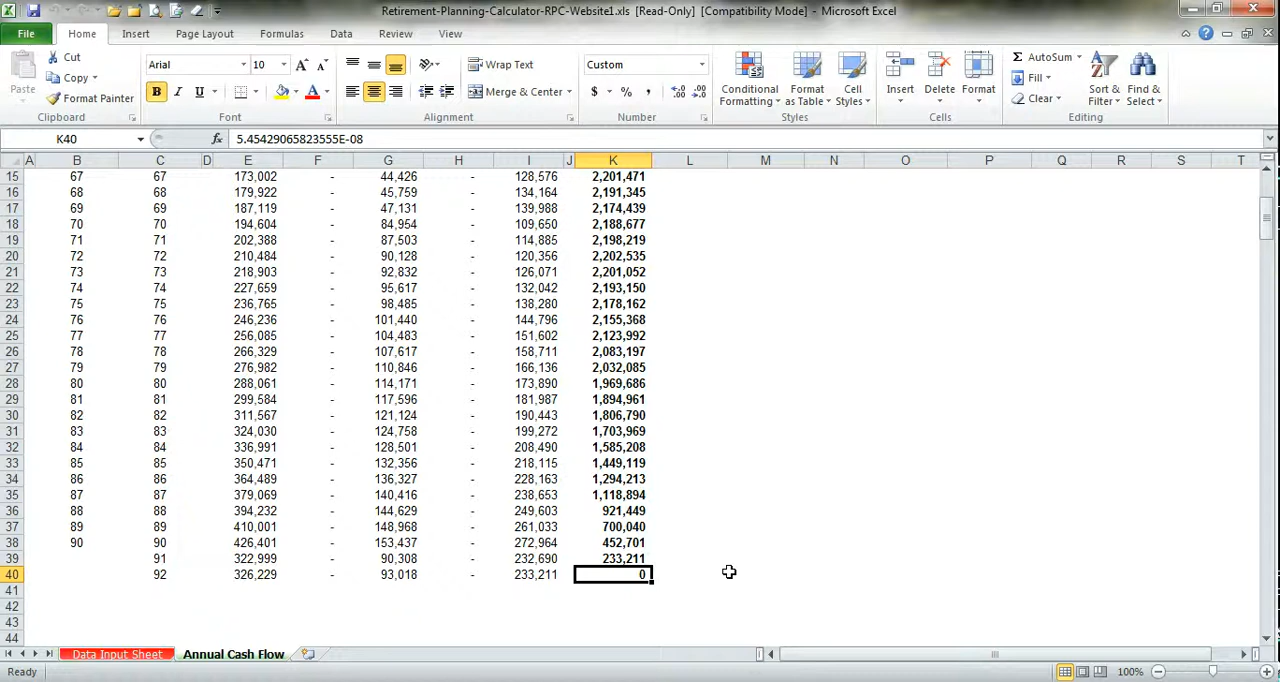 Retirement-Planning-Calculator-RPC-Website1.xls [Read-Only] [Compatibility Mode] - Microsoft Excel
File Home Insert Page Layout Formulas Data Review View
Paste
Cut
Copy
Format Painter
Clipboard
Arial 10
B I U
Font
Wrap Text
Merge & Center
Alignment
Custom
$ % ,
Number
Conditional Formatting
Format as Table
Cell Styles
Styles
Insert Delete Format
Cells
Σ AutoSum
Fill
Clear
Sort & Filter
Find & Select
Editing
K40 fx 5.45429065823555E-08
A B C D E F G H I J K L M N O P Q R S T
15 67 67 173,002 - 44,426 - 128,576 2,201,471
16 68 68 179,922 - 45,759 - 134,164 2,191,345
17 69 69 187,119 - 47,131 - 139,988 2,174,439
18 70 70 194,604 - 84,954 - 109,650 2,188,677
19 71 71 202,388 - 87,503 - 114,885 2,198,219
20 72 72 210,484 - 90,128 - 120,356 2,202,535
21 73 73 218,903 - 92,832 - 126,071 2,201,052
22 74 74 227,659 - 95,617 - 132,042 2,193,150
23 75 75 236,765 - 98,485 - 138,280 2,178,162
24 76 76 246,236 - 101,440 - 144,796 2,155,368
25 77 77 256,085 - 104,483 - 151,602 2,123,992
26 78 78 266,329 - 107,617 - 158,711 2,083,197
27 79 79 276,982 - 110,846 - 166,136 2,032,085
28 80 80 288,061 - 114,171 - 173,890 1,969,686
29 81 81 299,584 - 117,596 - 181,987 1,894,961
30 82 82 311,567 - 121,124 - 190,443 1,806,790
31 83 83 324,030 - 124,758 - 199,272 1,703,969
32 84 84 336,991 - 128,501 - 208,490 1,585,208
33 85 85 350,471 - 132,356 - 218,115 1,449,119
34 86 86 364,489 - 136,327 - 228,163 1,294,213
35 87 87 379,069 - 140,416 - 238,653 1,118,894
36 88 88 394,232 - 144,629 - 249,603 921,449
37 89 89 410,001 - 148,968 - 261,033 700,040
38 90 90 426,401 - 153,437 - 272,964 452,701
39 91 322,999 - 90,308 - 232,690 233,211
40 92 326,229 - 93,018 - 233,211 0
41
42
43
44
Data Input Sheet Annual Cash Flow
Ready 100%